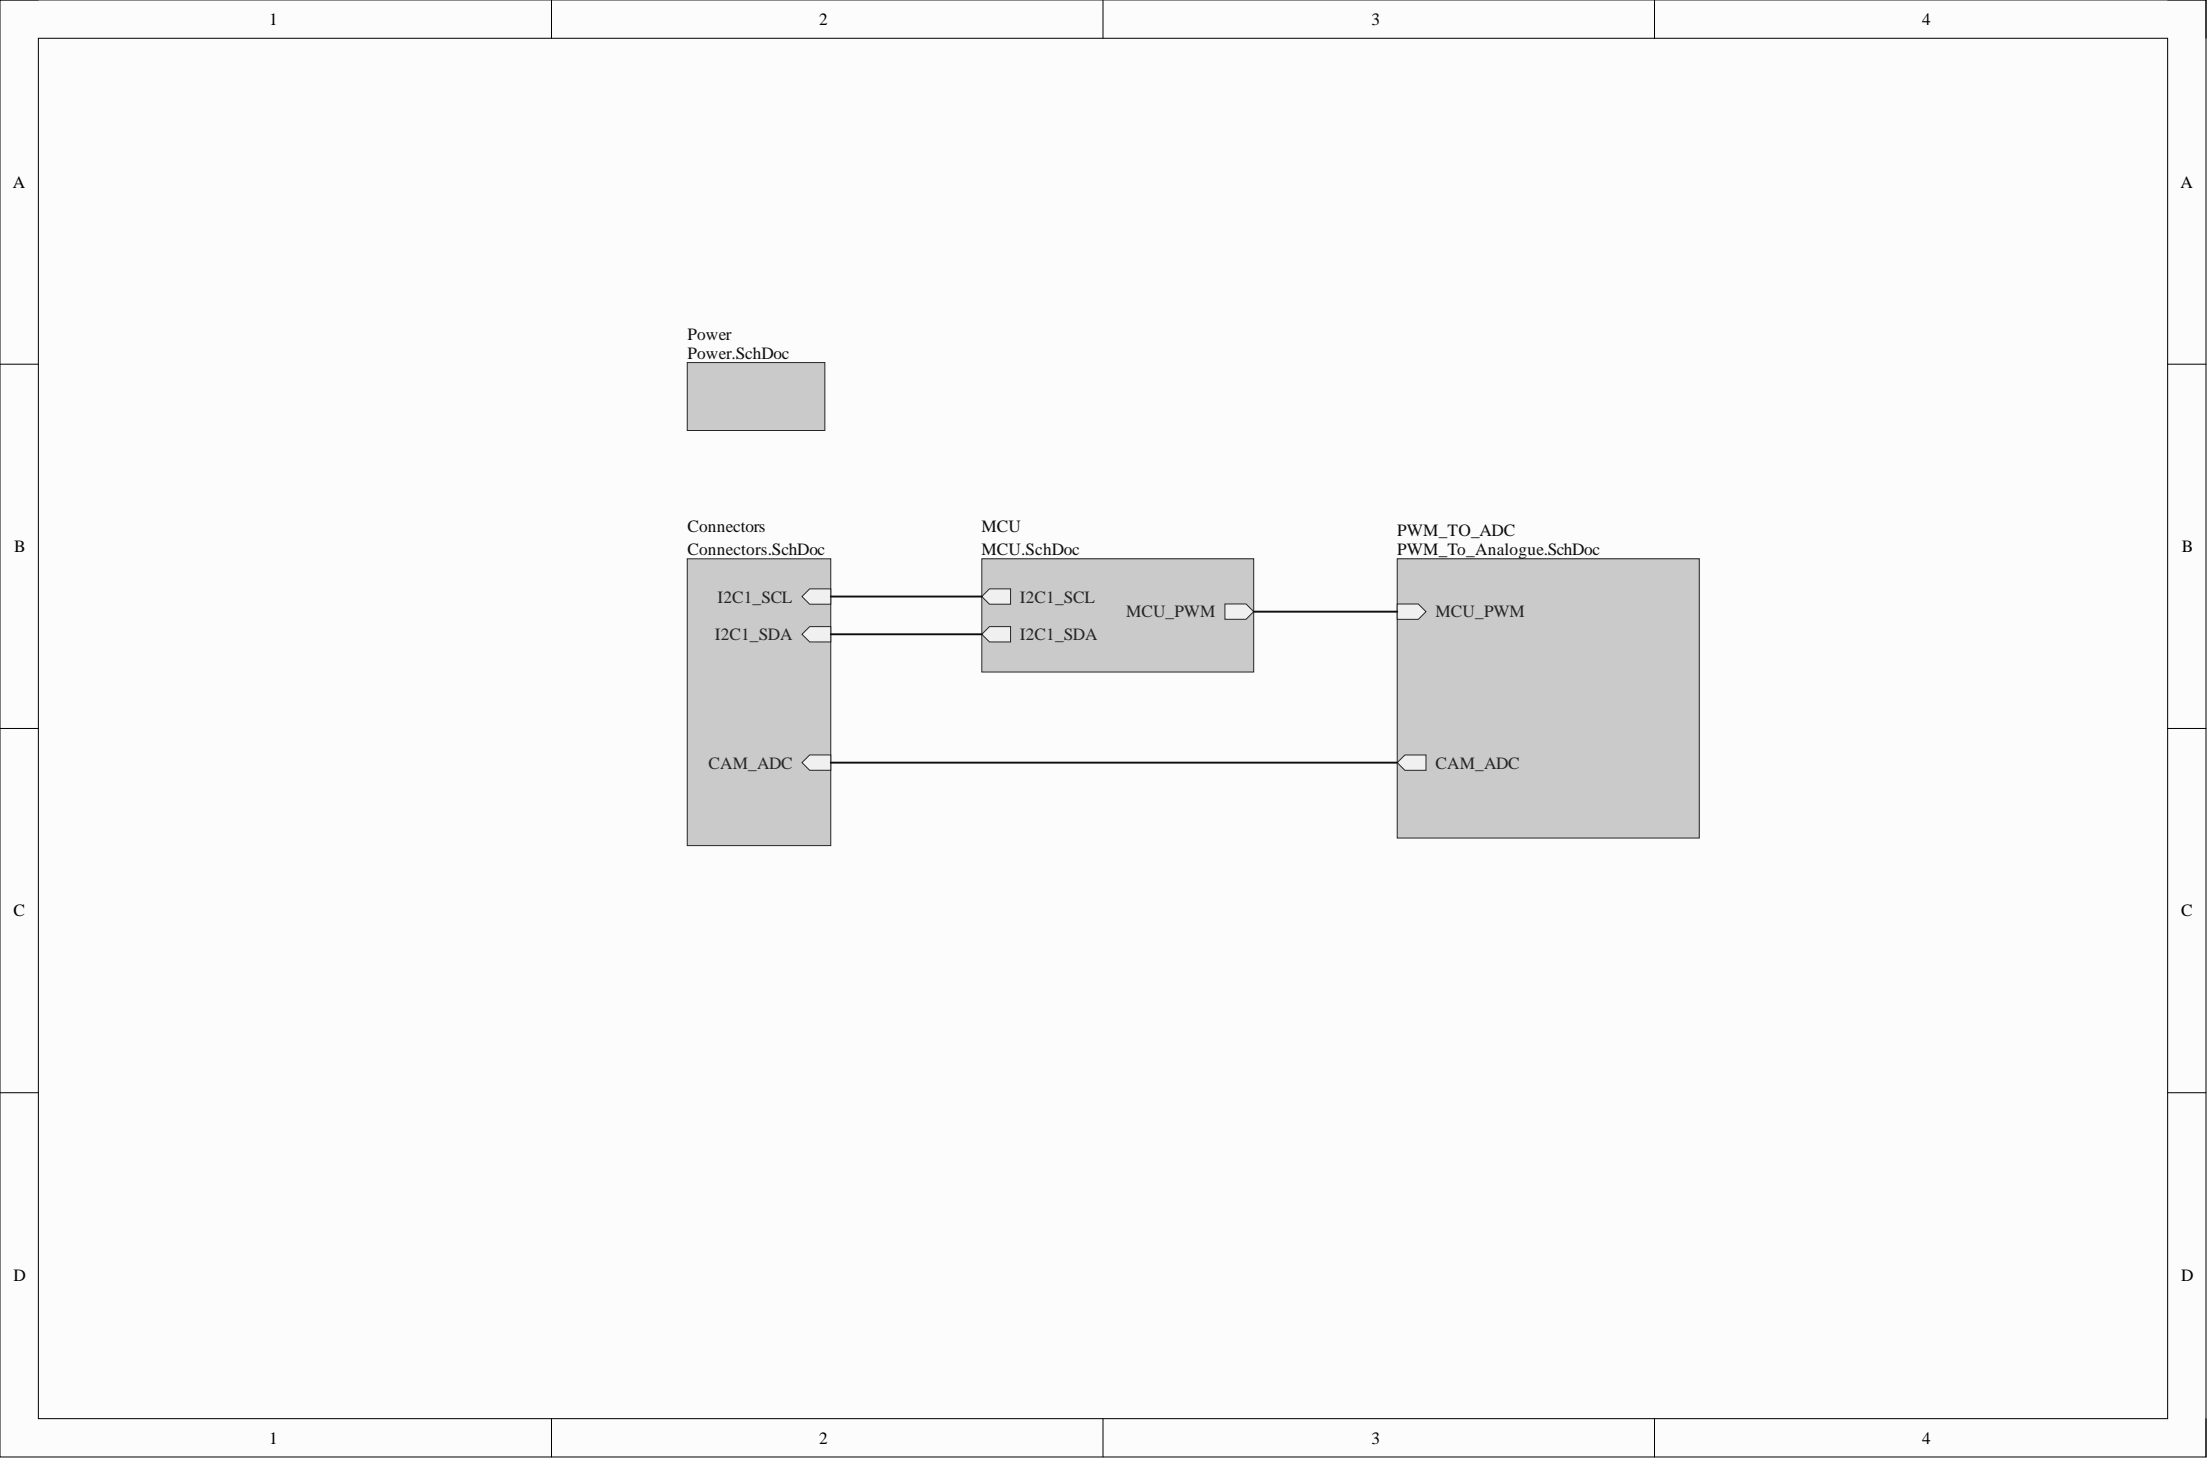 1
2
3
4
A
A
Power
Power.SchDoc
Connectors
Connectors.SchDoc
MCU
MCU.SchDoc
PWM_TO_ADC
PWM_To_Analogue.SchDoc
B
B
I2C1_SCL
I2C1_SCL
MCU_PWM
MCU_PWM
I2C1_SDA
I2C1_SDA
CAM_ADC
CAM_ADC
C
C
D
D
1
2
3
4